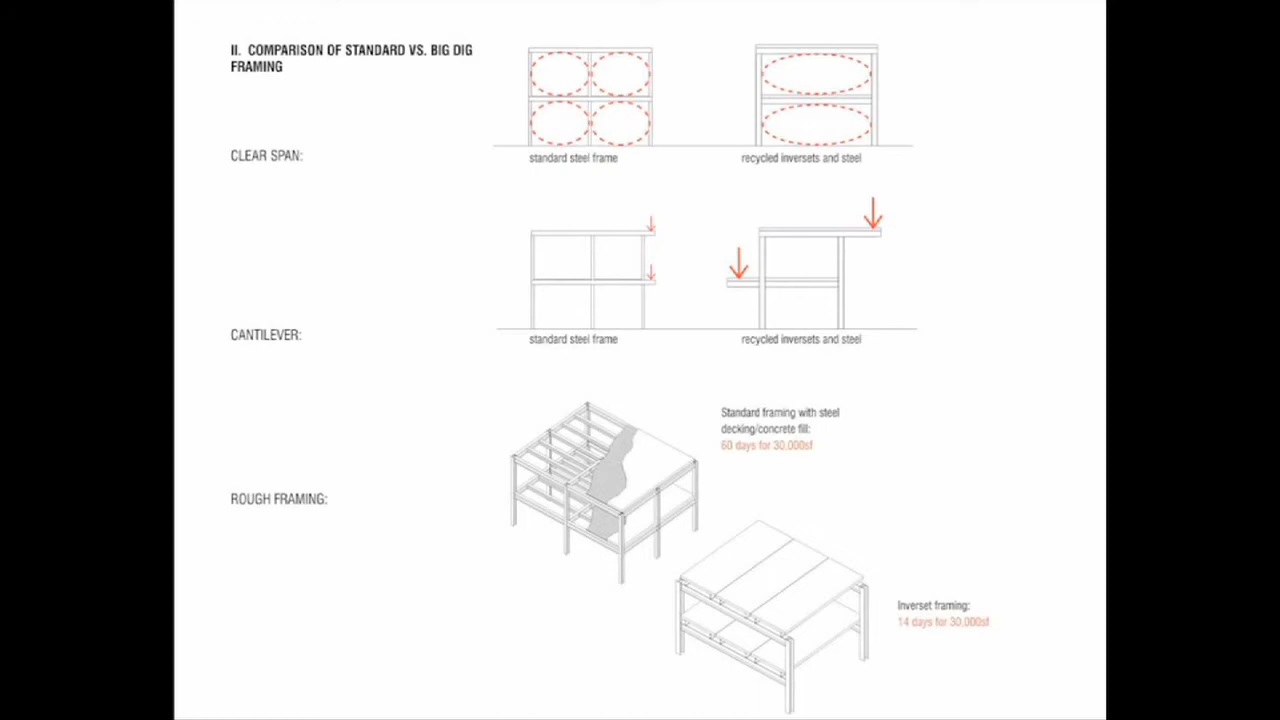 II. COMPARISON OF STANDARD VS. BIG DIG
FRAMING
CLEAR SPAN:
standard steel frame
recycled inversets and steel
CANTILEVER:
standard steel frame
recycled inversets and steel
Standard framing with steel
decking/concrete fill:
60 days for 30,000sf
ROUGH FRAMING:
Inverset framing:
14 days for 30,000sf